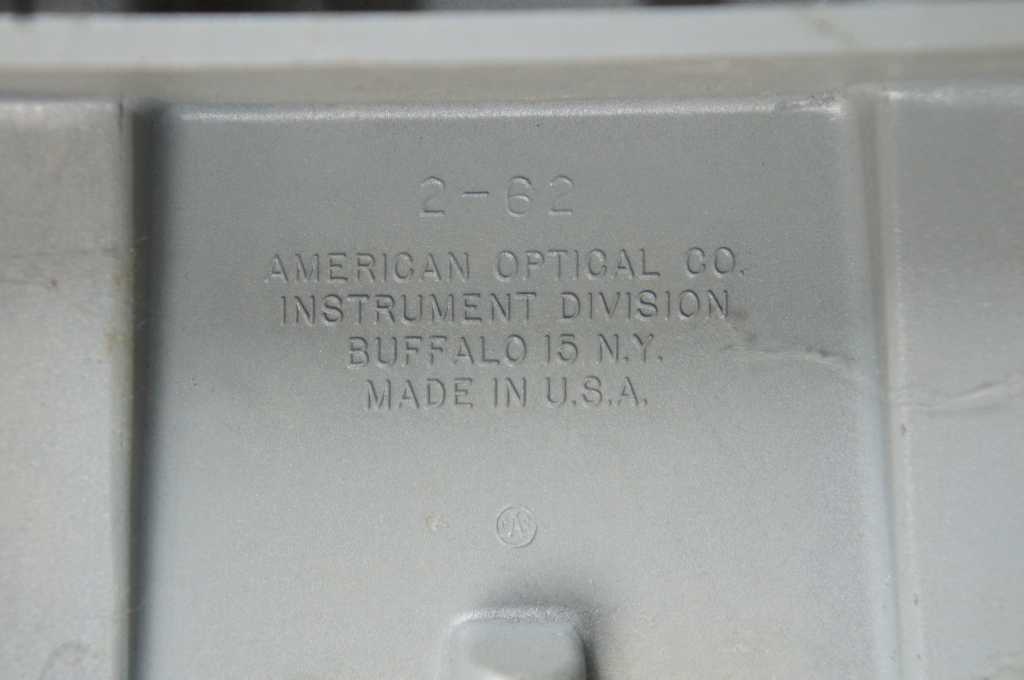 2-62
AMERICAN OPTICAL CO.
INSTRUMENT DIVISION
BUFFALO 15 N.Y.
MADE IN U.S.A.